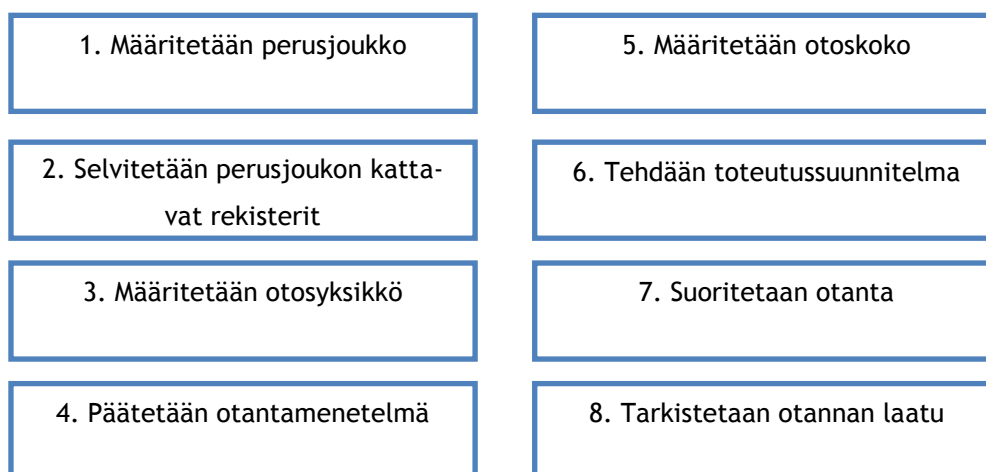 1. Määritetään perusjoukko
2. Selvitetään perusjoukon katta-
vat rekisterit
3. Määritetään otosyksikkö
4. Päätetään otantamenetelmä
5. Määritetään otoskoko
6. Tehdään toteutussuunnitelma
7. Suoritetaan otanta
8. Tarkistetaan otannan laatu